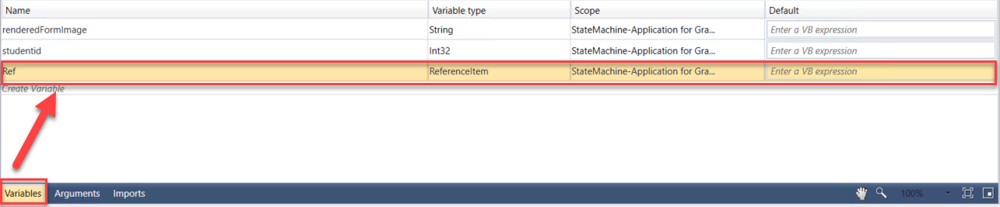 Name Variable type Scope Default
renderedFormImage String StateMachine-Application for Gra... Enter a VB expression
studentid Int32 StateMachine-Application for Gra... Enter a VB expression
Ref ReferenceItem StateMachine-Application for Gra... Enter a VB expression
Create Variable
Variables Arguments Imports 100%